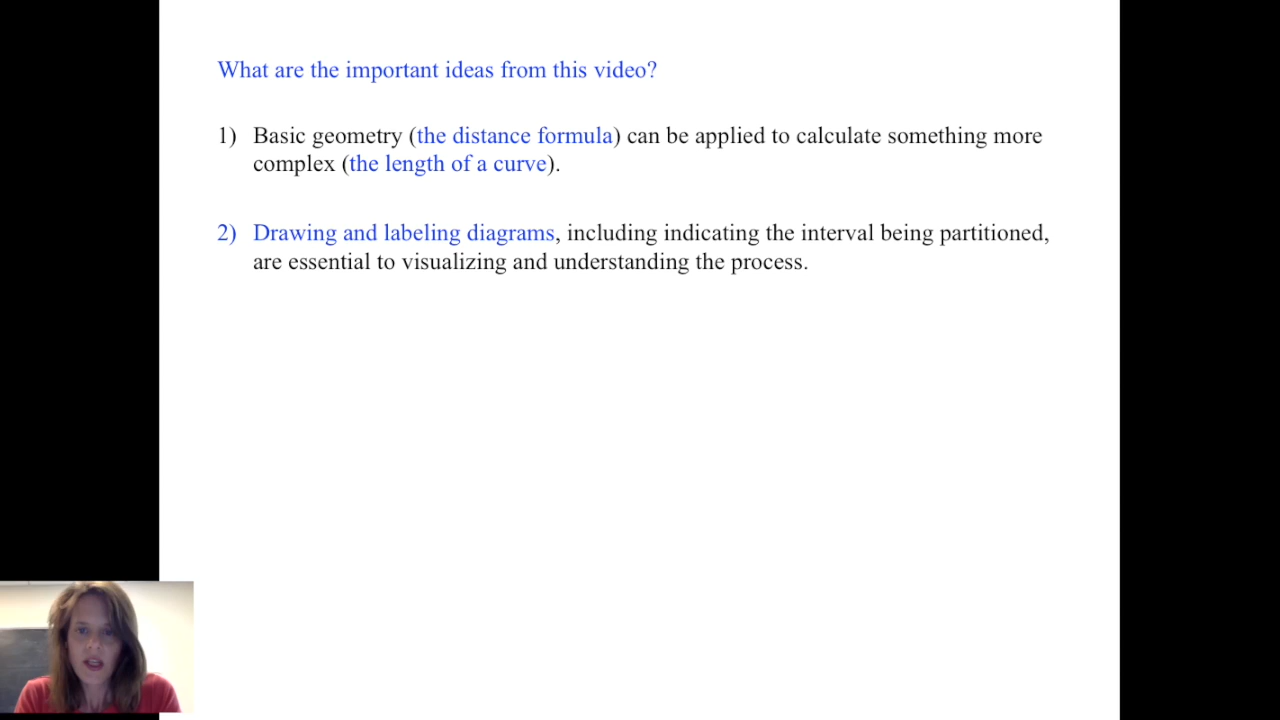 What are the important ideas from this video?
1) Basic geometry (the distance formula) can be applied to calculate something more
complex (the length of a curve).
2) Drawing and labeling diagrams, including indicating the interval being partitioned,
are essential to visualizing and understanding the process.